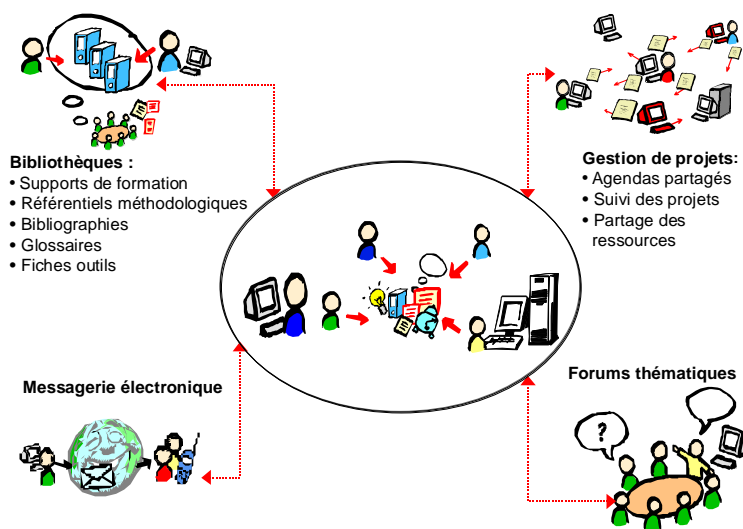 Bibliothèques :
• Supports de formation
• Référentiels méthodologiques
• Bibliographies
• Glossaires
• Fiches outils
Gestion de projets:
• Agendas partagés
• Suivi des projets
• Partage des
ressources
Messagerie électronique
Forums thématiques
?